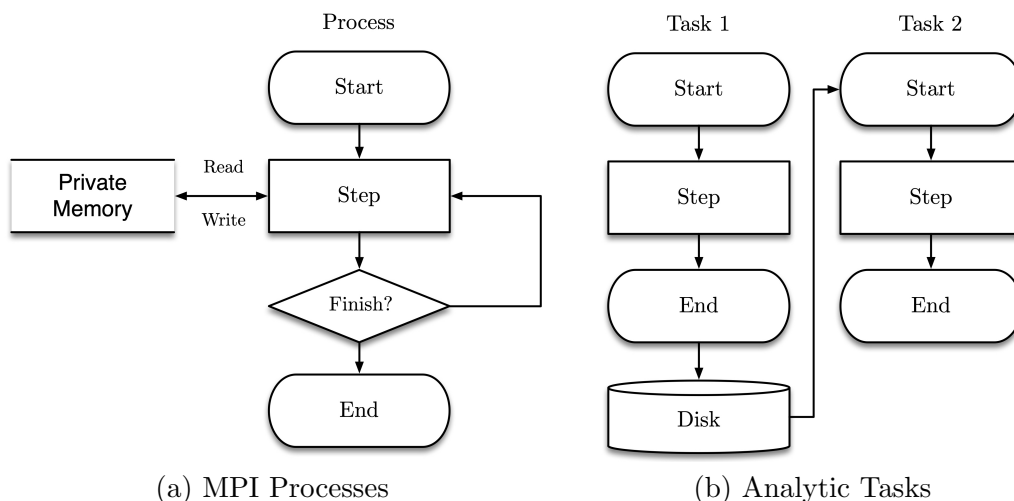 Process
Start
Private
Memory
Read
Write
Step
Finish?
End
(a) MPI Processes
Task 1
Start
Step
End
Disk
Task 2
Start
Step
End
(b) Analytic Tasks